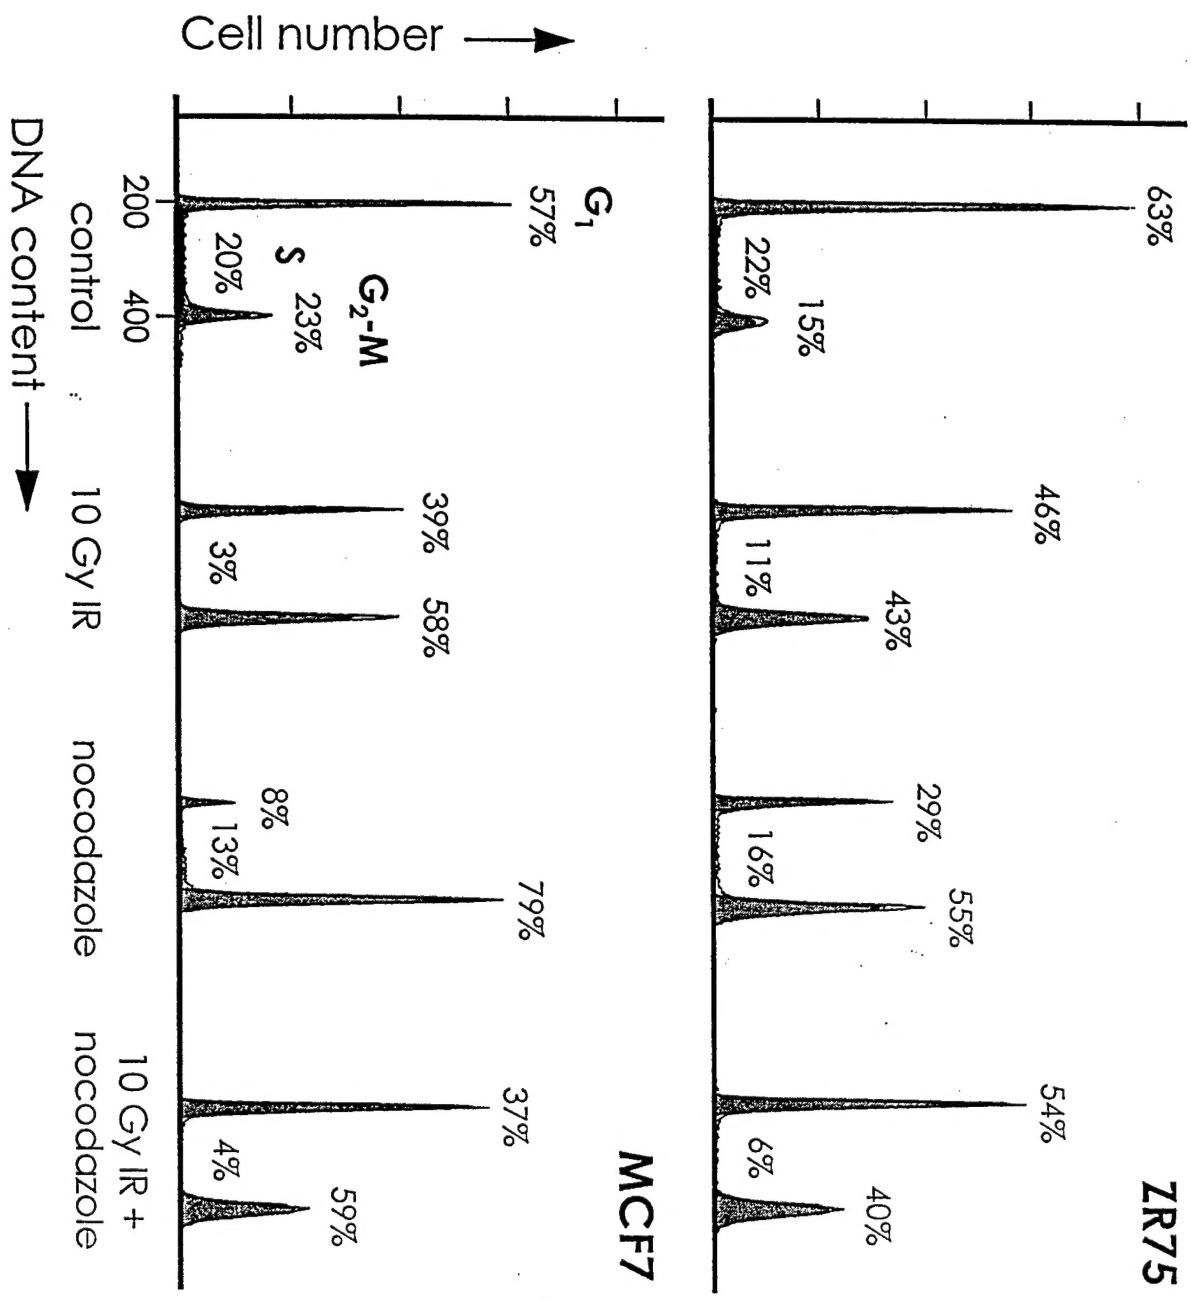 ZR75
63%
22%
15%
46%
11%
43%
29%
16%
55%
54%
6%
40%
MCF7
G₁
S
G₂-M
57%
20%
23%
39%
3%
58%
8%
13%
79%
37%
4%
59%
200
400
control
10 Gy IR
nocodazole
10 Gy IR +
nocodazole
Cell number
DNA content